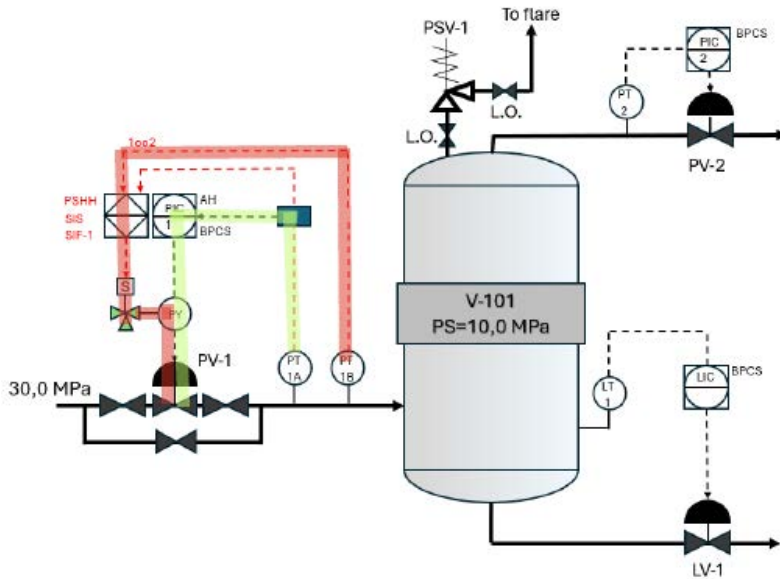 To flare
PSV-1
L.O.
L.O.
PIC
2
BPCS
PT
2
PV-2
1oo2
PSHH
SIS
SIF-1
PIC
1
AH
BPCS
S
PY
PV-1
PT
1A
PT
1B
30,0 MPa
V-101
PS=10,0 MPa
LT
1
LIC
BPCS
LV-1